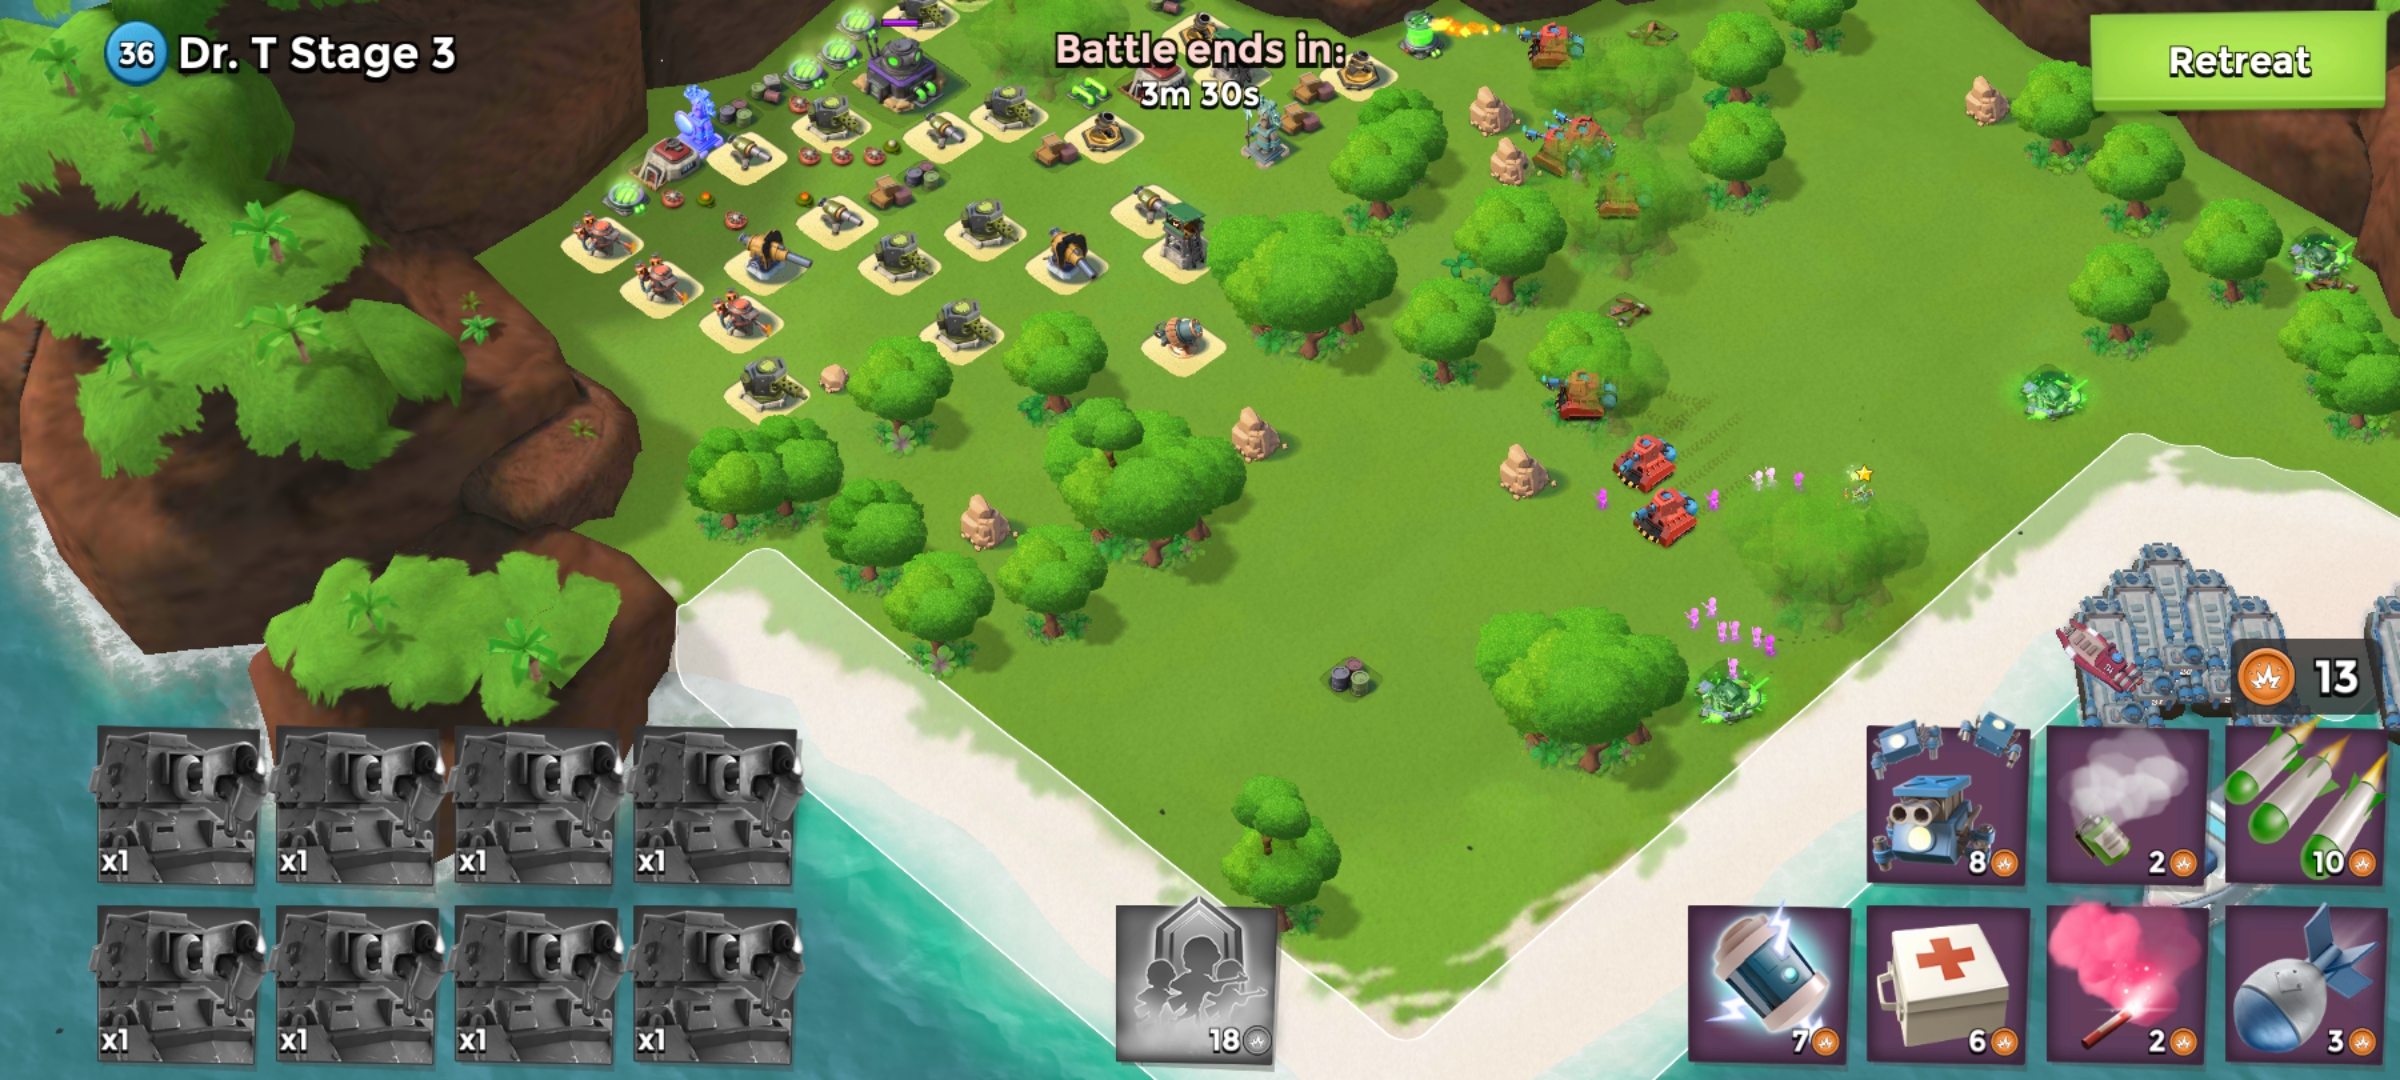 36 Dr. T Stage 3
Battle ends in:
3m 30s
Retreat
13
x1 x1 x1 x1
8 2 10
x1 x1 x1 x1
18
7 6 2 3